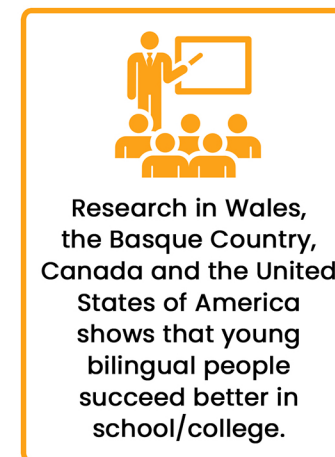 Research in Wales,
the Basque Country,
Canada and the United
States of America
shows that young
bilingual people
succeed better in
school/college.